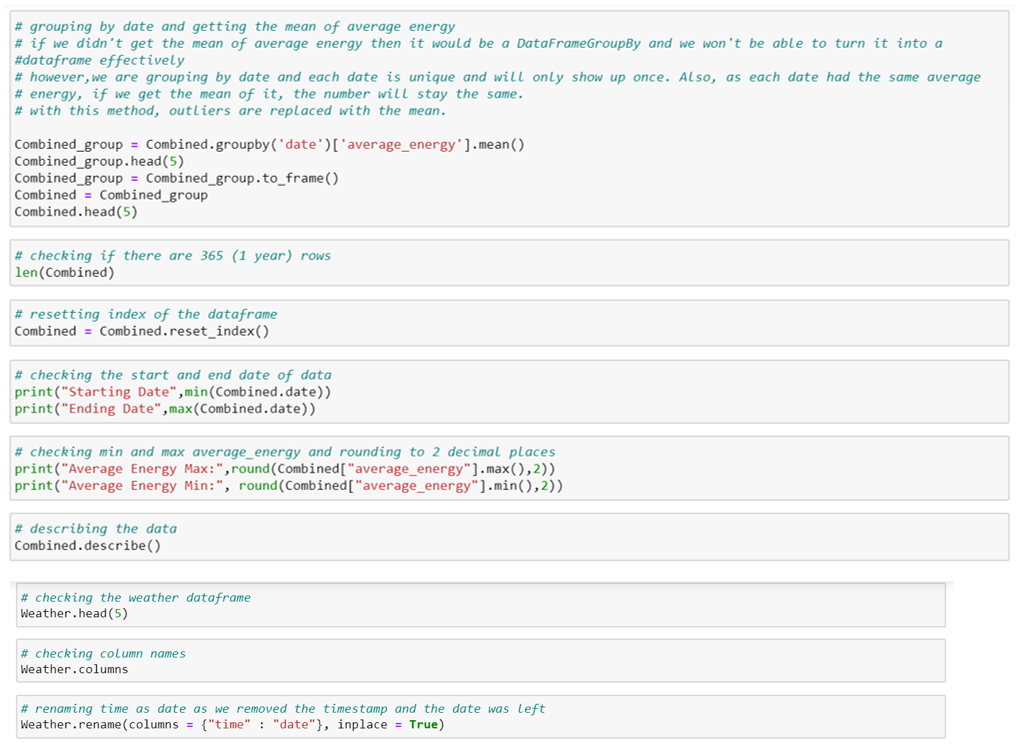 # grouping by date and getting the mean of average energy
# if we didn't get the mean of average energy then it would be a DataFrameGroupBy and we won't be able to turn it into a
#dataframe effectively
# however,we are grouping by date and each date is unique and will only show up once. Also, as each date had the same average
# energy, if we get the mean of it, the number will stay the same.
# with this method, outliers are replaced with the mean.
Combined_group = Combined.groupby('date')['average_energy'].mean()
Combined_group.head(5)
Combined_group = Combined_group.to_frame()
Combined = Combined_group
Combined.head(5)
# checking if there are 365 (1 year) rows
len(Combined)
# resetting index of the dataframe
Combined = Combined.reset_index()
# checking the start and end date of data
print("Starting Date",min(Combined.date))
print("Ending Date",max(Combined.date))
# checking min and max average_energy and rounding to 2 decimal places
print("Average Energy Max:",round(Combined["average_energy"].max(),2))
print("Average Energy Min:", round(Combined["average_energy"].min(),2))
# describing the data
Combined.describe()
# checking the weather dataframe
Weather.head(5)
# checking column names
Weather.columns
# renaming time as date as we removed the timestamp and the date was left
Weather.rename(columns = {"time" : "date"}, inplace = True)